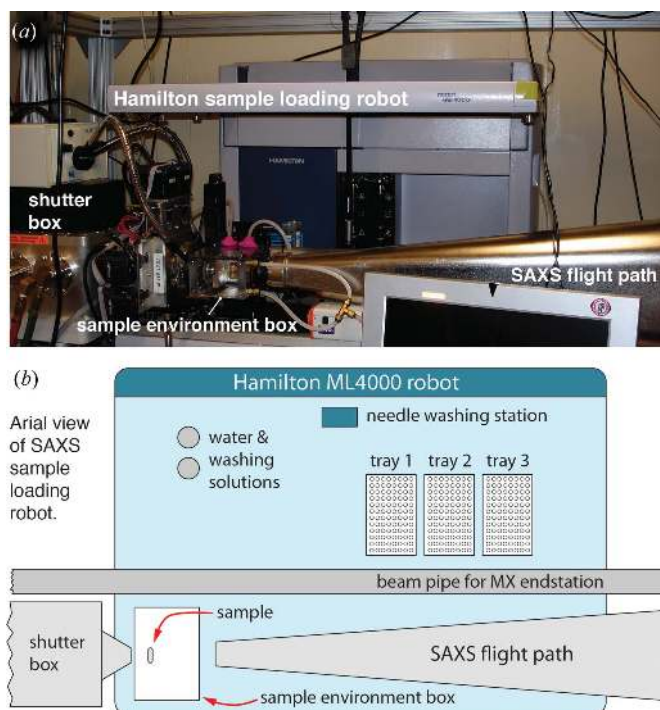 (a)
Hamilton sample loading robot
HAMILTON
shutter
box
SAXS flight path
sample environment box
(b)
Hamilton ML4000 robot
Arial view
of SAXS
sample
loading
robot.
water &
washing
solutions
needle washing station
tray 1 tray 2 tray 3
beam pipe for MX endstation
shutter
box
sample
SAXS flight path
sample environment box